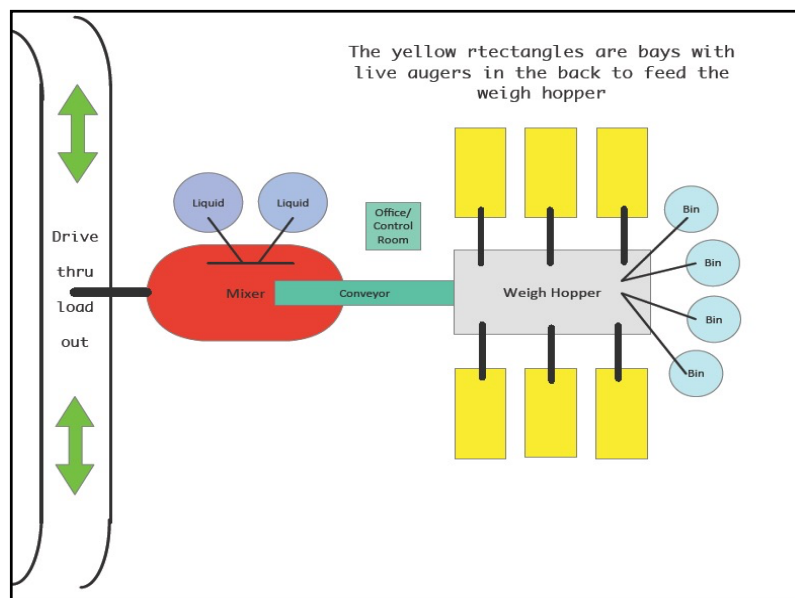 The yellow rtectangles are bays with
live augers in the back to feed the
weigh hopper
Liquid
Liquid
Office/
Control
Room
Bin
Bin
Bin
Bin
Drive
thru
load
out
Mixer
Conveyor
Weigh Hopper